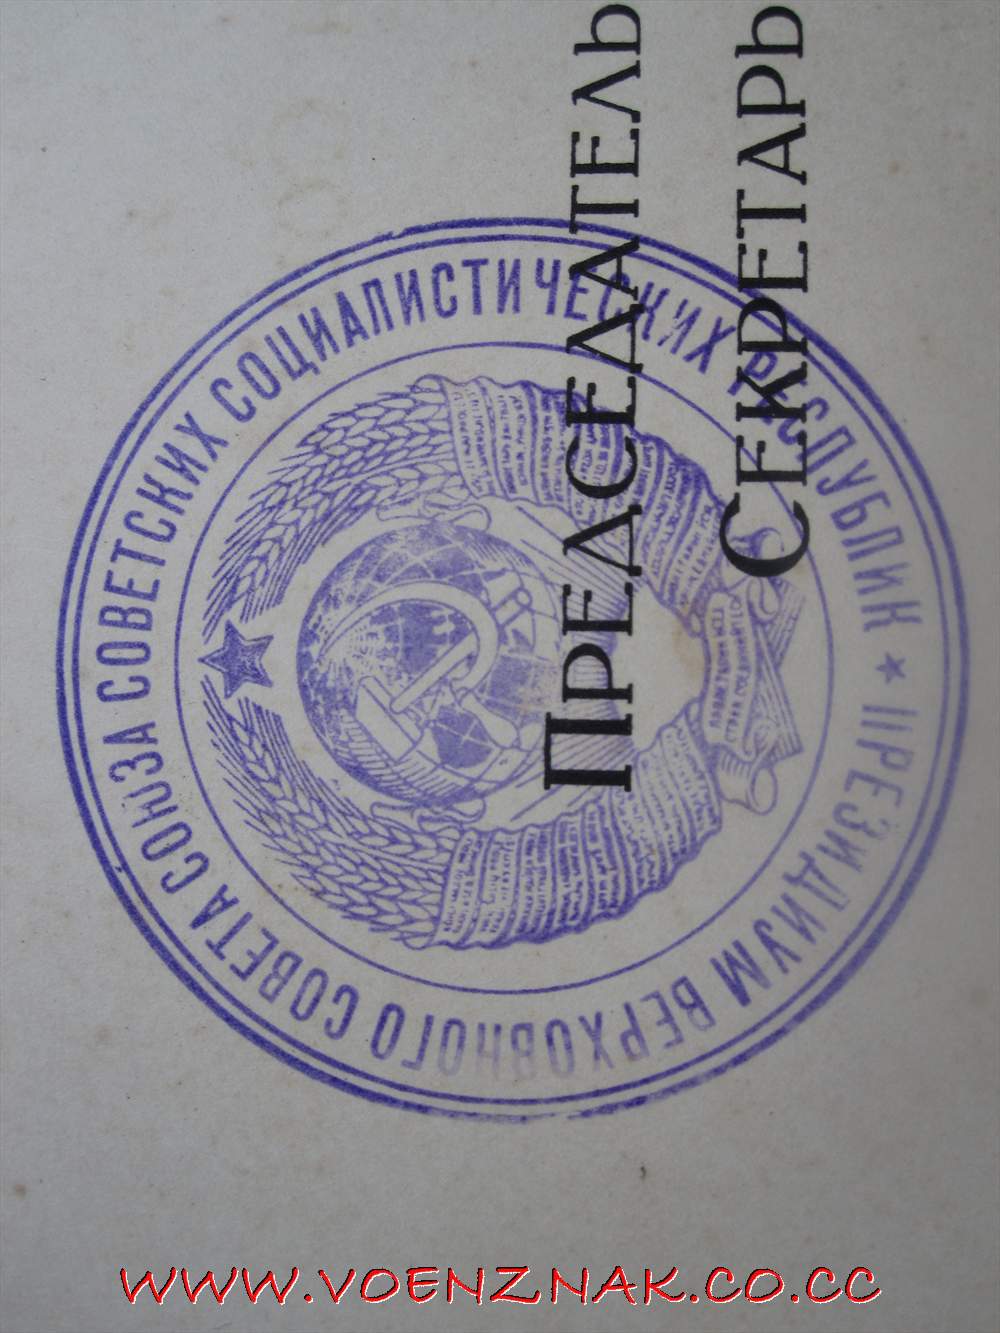 Председатель
Секретарь
ПРЕЗИДИУМ ВЕРХОВНОГО СОВЕТА СОЮЗА СОВЕТСКИХ СОЦИАЛИСТИЧЕСКИХ РЕСПУБЛИК ★
WWW.VOENZNAK.CO.CC